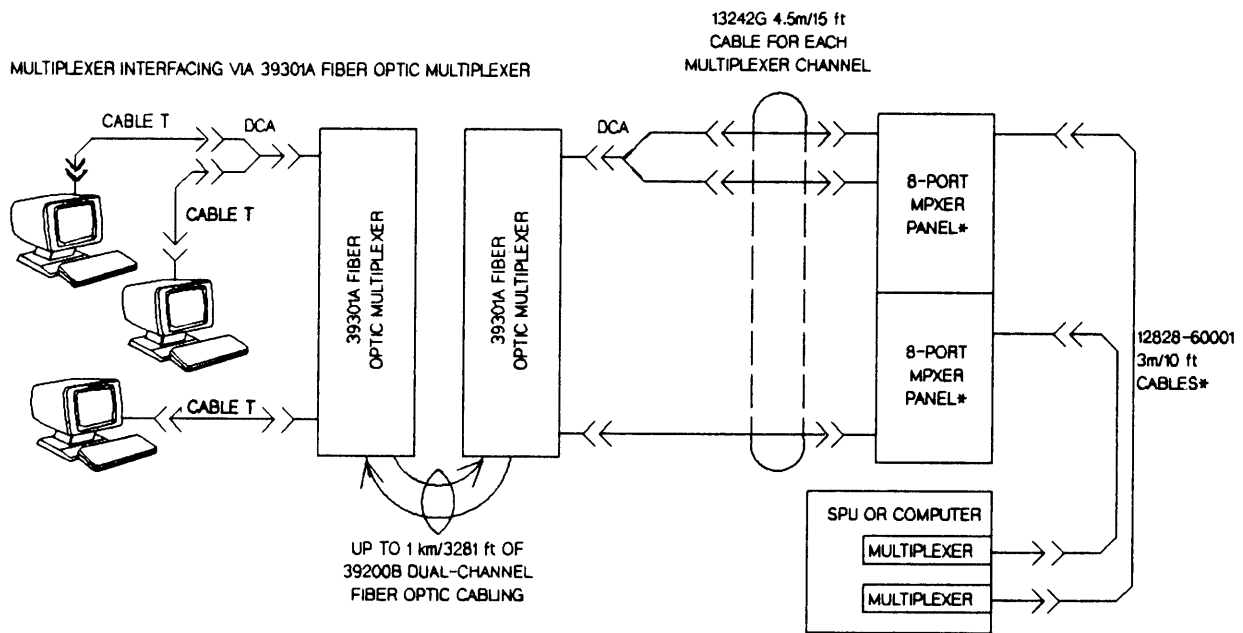 13242G 4.5m/15 ft
CABLE FOR EACH
MULTIPLEXER CHANNEL
MULTIPLEXER INTERFACING VIA 39301A FIBER OPTIC MULTIPLEXER
CABLE T
DCA
CABLE T
CABLE T
39301A FIBER
OPTIC MULTIPLEXER
39301A FIBER
OPTIC MULTIPLEXER
DCA
8-PORT
MPXER
PANEL*
8-PORT
MPXER
PANEL*
12828-60001
3m/10 ft
CABLES*
UP TO 1 km/3281 ft OF
39200B DUAL-CHANNEL
FIBER OPTIC CABLING
SPU OR COMPUTER
MULTIPLEXER
MULTIPLEXER